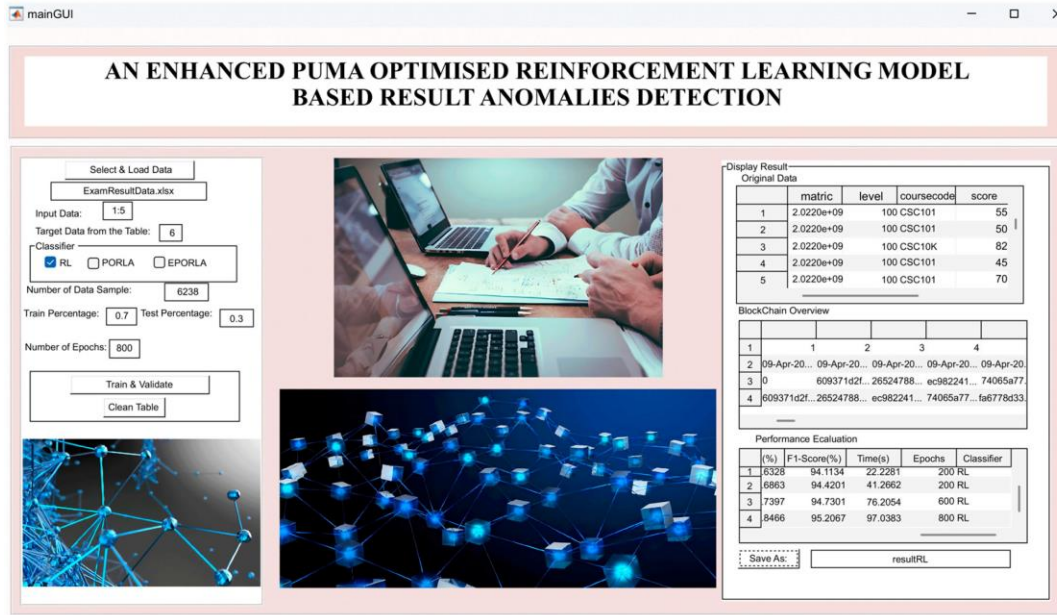 mainGUI
AN ENHANCED PUMA OPTIMISED REINFORCEMENT LEARNING MODEL
BASED RESULT ANOMALIES DETECTION
Select & Load Data
ExamResultData.xlsx
Input Data: 1:5
Target Data from the Table: 6
Classifier
RL PORLA EPORLA
Number of Data Sample: 6238
Train Percentage: 0.7 Test Percentage: 0.3
Number of Epochs: 800
Train & Validate
Clean Table
Display Result
Original Data
matric level coursecode score
1 2.0220e+09 100 CSC101 55
2 2.0220e+09 100 CSC101 50
3 2.0220e+09 100 CSC10K 82
4 2.0220e+09 100 CSC101 45
5 2.0220e+09 100 CSC101 70
BlockChain Overview
1 1 2 3 4
2 09-Apr-20... 09-Apr-20... 09-Apr-20... 09-Apr-20... 09-Apr-20.
3 0 609371d2f... 26524788... ec982241... 74065a77.
4 609371d2f... 26524788... ec982241... 74065a77... fa6778d33.
Performance Ecaluation
(%) F1-Score(%) Time(s) Epochs Classifier
1 .6328 94.1134 22.2281 200 RL
2 .6863 94.4201 41.2662 200 RL
3 .7397 94.7301 76.2054 600 RL
4 .8466 95.2067 97.0383 800 RL
Save As: resultRL